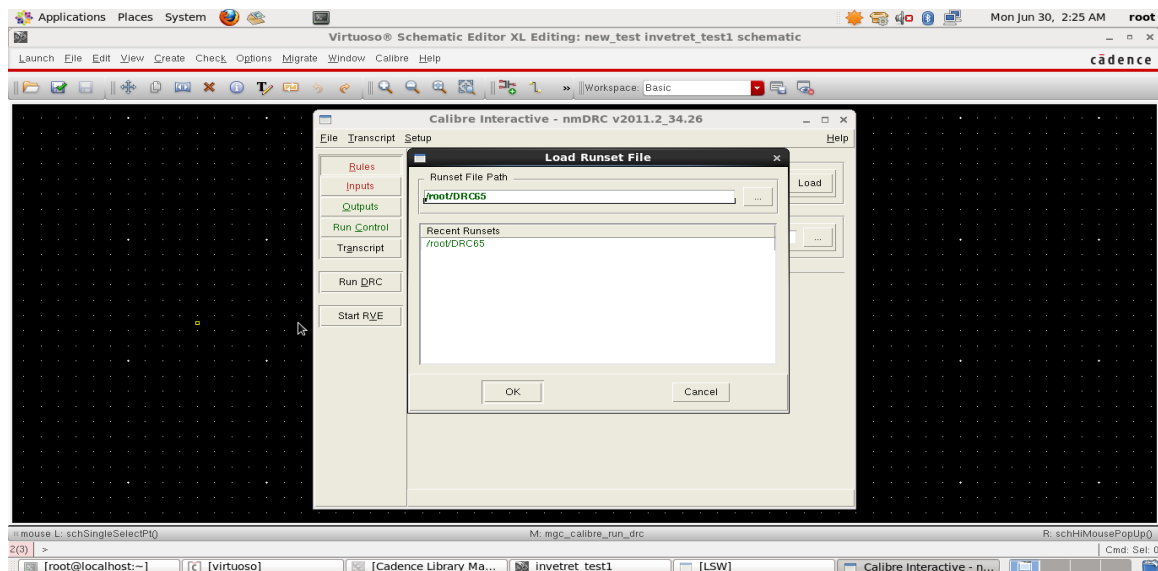 Applications Places System Mon Jun 30, 2:25 AM root
Virtuoso® Schematic Editor XL Editing: new_test invetret_test1 schematic
Launch File Edit View Create Check Options Migrate Window Calibre Help
cādence
» Workspace: Basic
Calibre Interactive - nmDRC v2011.2_34.26
File Transcript Setup Help
Load Runset File
Rules
Runset File Path
Load
Inputs
/root/DRC65
...
Outputs
Run Control
Recent Runsets
...
Transcript
/root/DRC65
Run DRC
Start RVE
OK Cancel
mouse L: schSingleSelectPt() M: mgc_calibre_run_drc R: schHiMousePopUp()
2(3) > Cmd: Sel: 0
[root@localhost:~] [virtuoso] [Cadence Library Ma... invetret_test1 [LSW] Calibre Interactive - n...